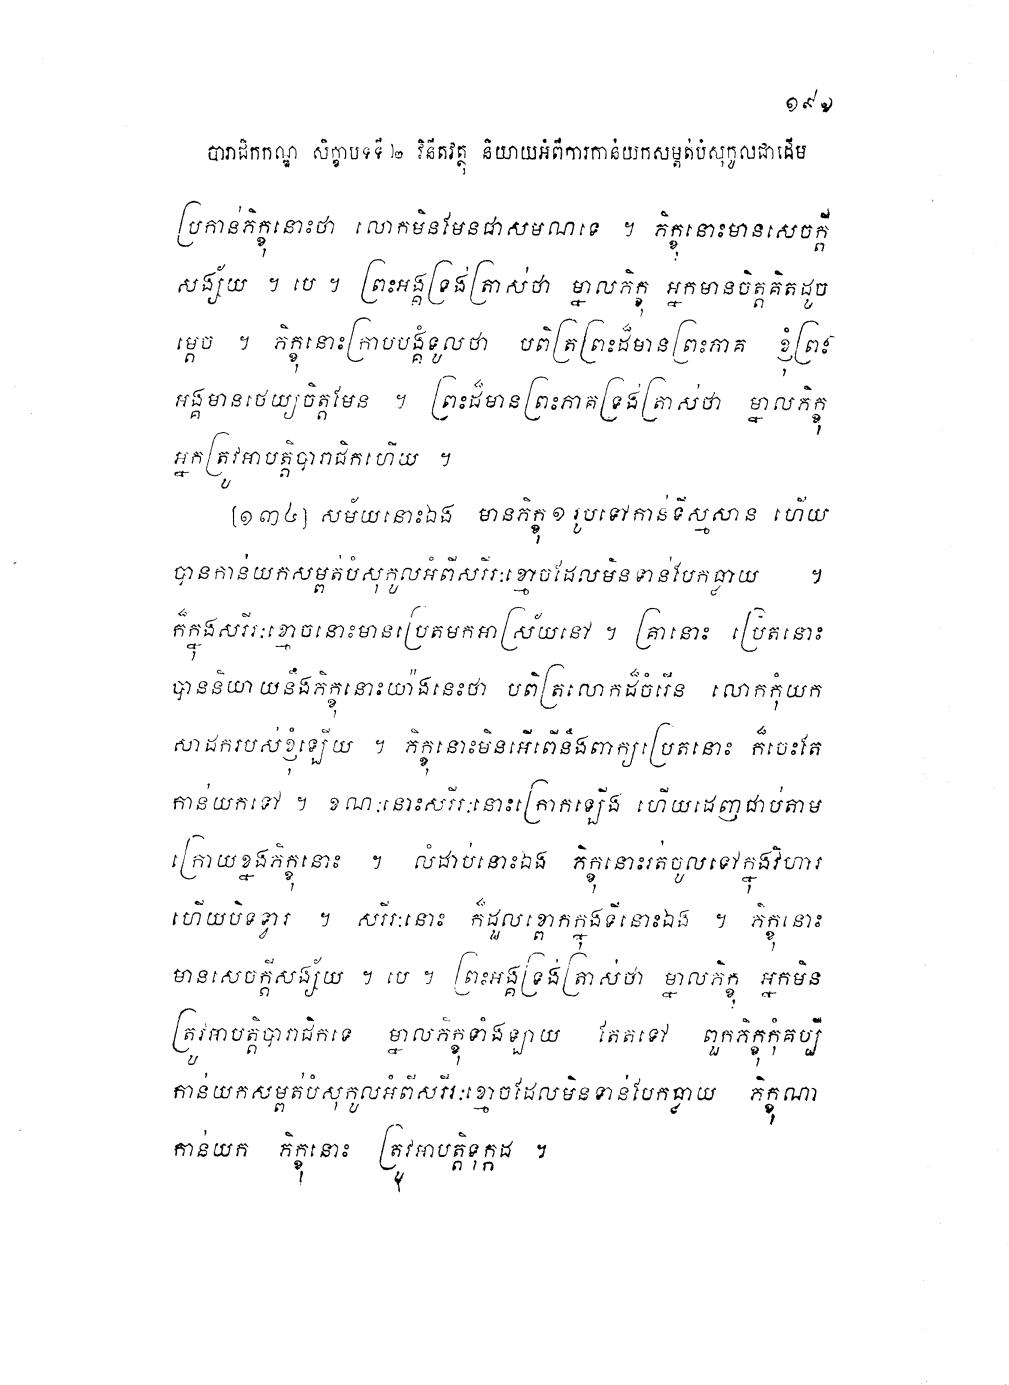 ១៩១
បារាជិកកណ្ឌ សិក្ខាបទទី ២ វិនីតវត្ថុ និយាយអំពីការកាន់យកសម្ពត់បំសុកូលជាដើម
ប្រកាន់ភិក្ខុនោះថា លោកមិនមែនជាសមណទេ ។ ភិក្ខុនោះមានសេចក្តី
សង្ស័យ ។ បេ ។ ព្រះអង្គទ្រង់ត្រាស់ថា ម្នាលភិក្ខុ អ្នកមានចិត្តគិតដូច
ម្តេច ។ ភិក្ខុនោះក្រាបបង្គំទូលថា បពិត្រព្រះដ៏មានព្រះភាគ ខ្ញុំព្រះ
អង្គមានថេយ្យចិត្តមែន ។ ព្រះដ៏មានព្រះភាគទ្រង់ត្រាស់ថា ម្នាលភិក្ខុ
អ្នកត្រូវអាបត្តិបារាជិកហើយ ។
[១៣៤] សម័យនោះឯង មានភិក្ខុ ១ រូបទៅកាន់ទីស្មសាន ហើយ
បានកាន់យកសម្ពត់បំសុកូលអំពីសរីរៈខ្មោចដែលមិនទាន់បែកធ្លាយ ។
ក៏ក្នុងសរីរៈខ្មោចនោះមានប្រេតមកអាស្រ័យនៅ ។ គ្រានោះ ប្រេតនោះ
បាននិយាយនឹងភិក្ខុនោះយ៉ាងនេះថា បពិត្រលោកដ៏ចំរើន លោកកុំយក
សាដករបស់ខ្ញុំឡើយ ។ ភិក្ខុនោះមិនអើពើនឹងពាក្យប្រេតនោះ ក៏ចេះតែ
កាន់យកទៅ ។ ខណៈនោះសរីរៈនោះក្រោកឡើង ហើយដេញជាប់តាម
ក្រោយខ្នងភិក្ខុនោះ ។ លំដាប់នោះឯង ភិក្ខុនោះរត់ចូលទៅក្នុងវិហារ
ហើយបិទទ្វារ ។ សរីរៈនោះ ក៏ដួលខ្ពោកក្នុងទីនោះឯង ។ ភិក្ខុនោះ
មានសេចក្តីសង្ស័យ ។ បេ ។ ព្រះអង្គទ្រង់ត្រាស់ថា ម្នាលភិក្ខុ អ្នកមិន
ត្រូវអាបត្តិបារាជិកទេ ម្នាលភិក្ខុទាំងឡាយ តែតទៅ ពួកភិក្ខុកុំគប្បី
កាន់យកសម្ពត់បំសុកូលអំពីសរីរៈខ្មោចដែលមិនទាន់បែកធ្លាយ ភិក្ខុណា
កាន់យក ភិក្ខុនោះ ត្រូវអាបត្តិទុក្កដ ។